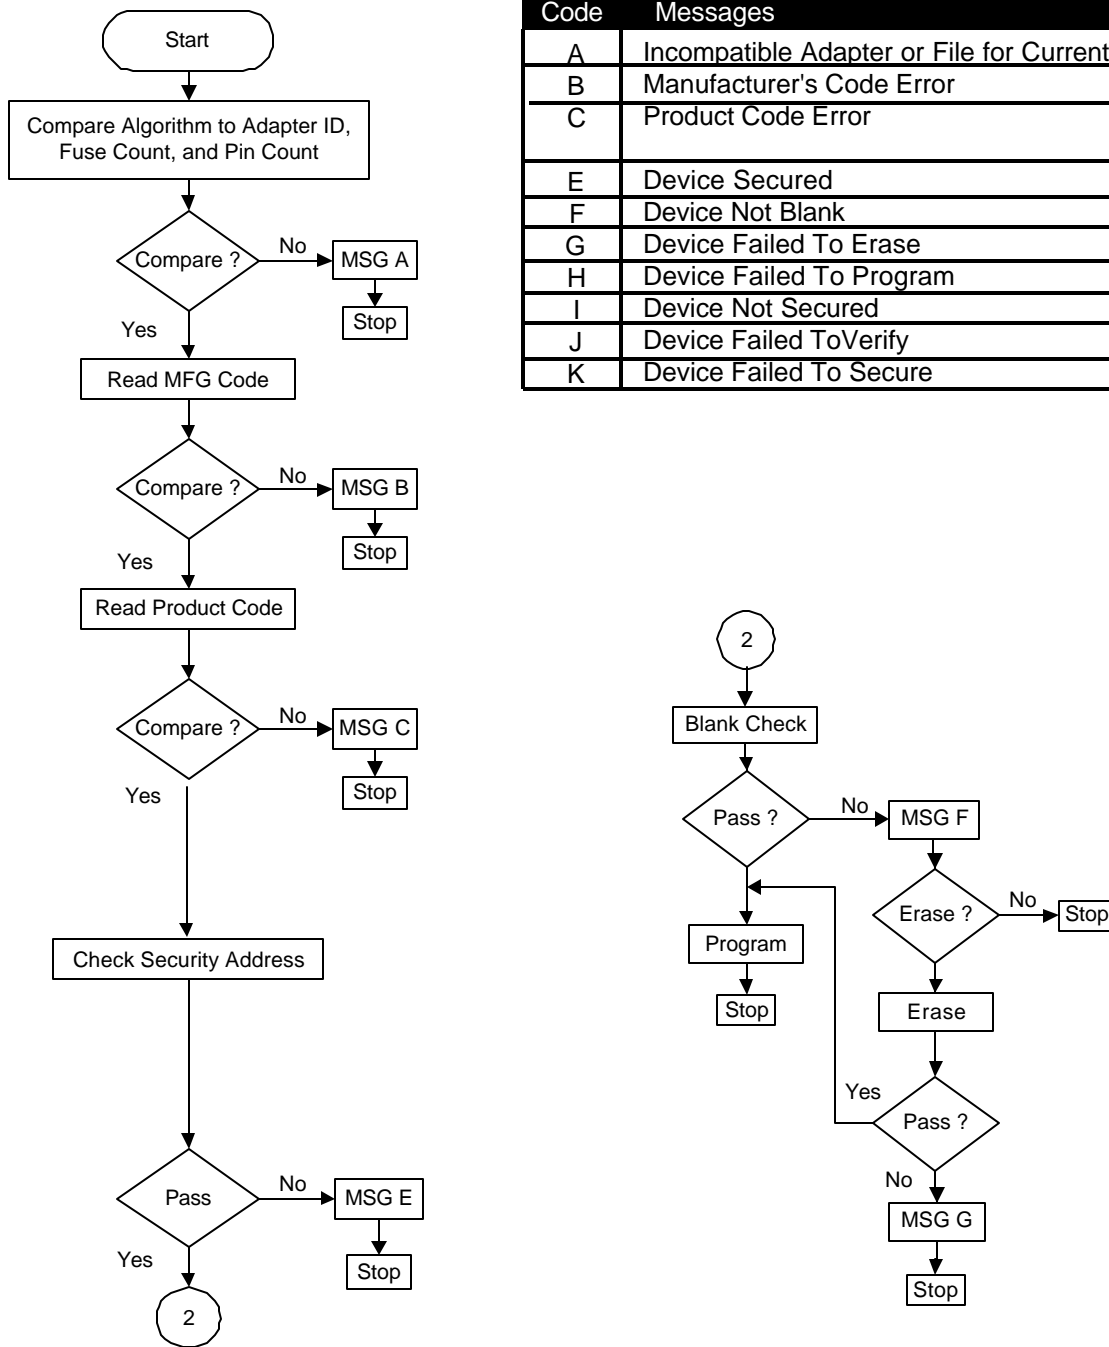 Start
Compare Algorithm to Adapter ID,
Fuse Count, and Pin Count
Compare ?
No
MSG A
Stop
Yes
Read MFG Code
Compare ?
No
MSG B
Stop
Yes
Read Product Code
Compare ?
No
MSG C
Stop
Yes
Check Security Address
Pass
No
MSG E
Stop
Yes
2
Code Messages
A Incompatible Adapter or File for Current
B Manufacturer's Code Error
C Product Code Error
E Device Secured
F Device Not Blank
G Device Failed To Erase
H Device Failed To Program
I Device Not Secured
J Device Failed ToVerify
K Device Failed To Secure
2
Blank Check
Pass ?
No
MSG F
Erase ?
No
Stop
Program
Stop
Erase
Yes
Pass ?
No
MSG G
Stop